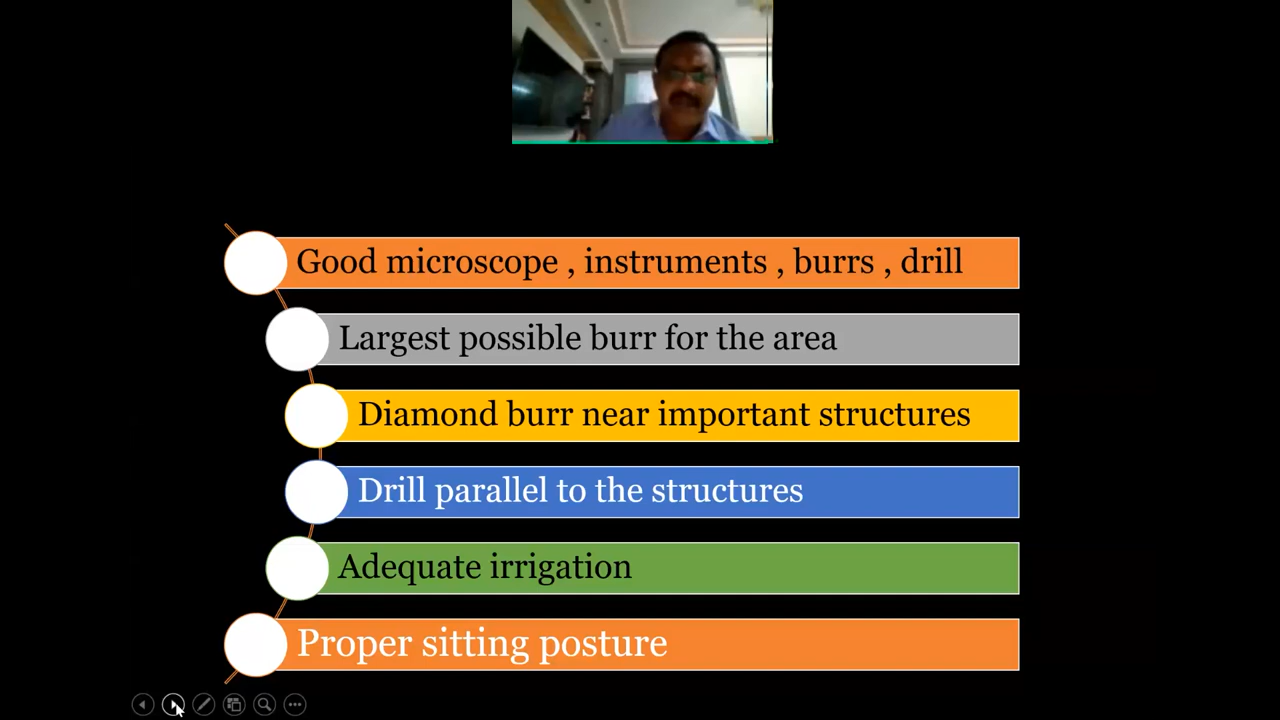 Good microscope , instruments , burrs , drill
Largest possible burr for the area
Diamond burr near important structures
Drill parallel to the structures
Adequate irrigation
Proper sitting posture